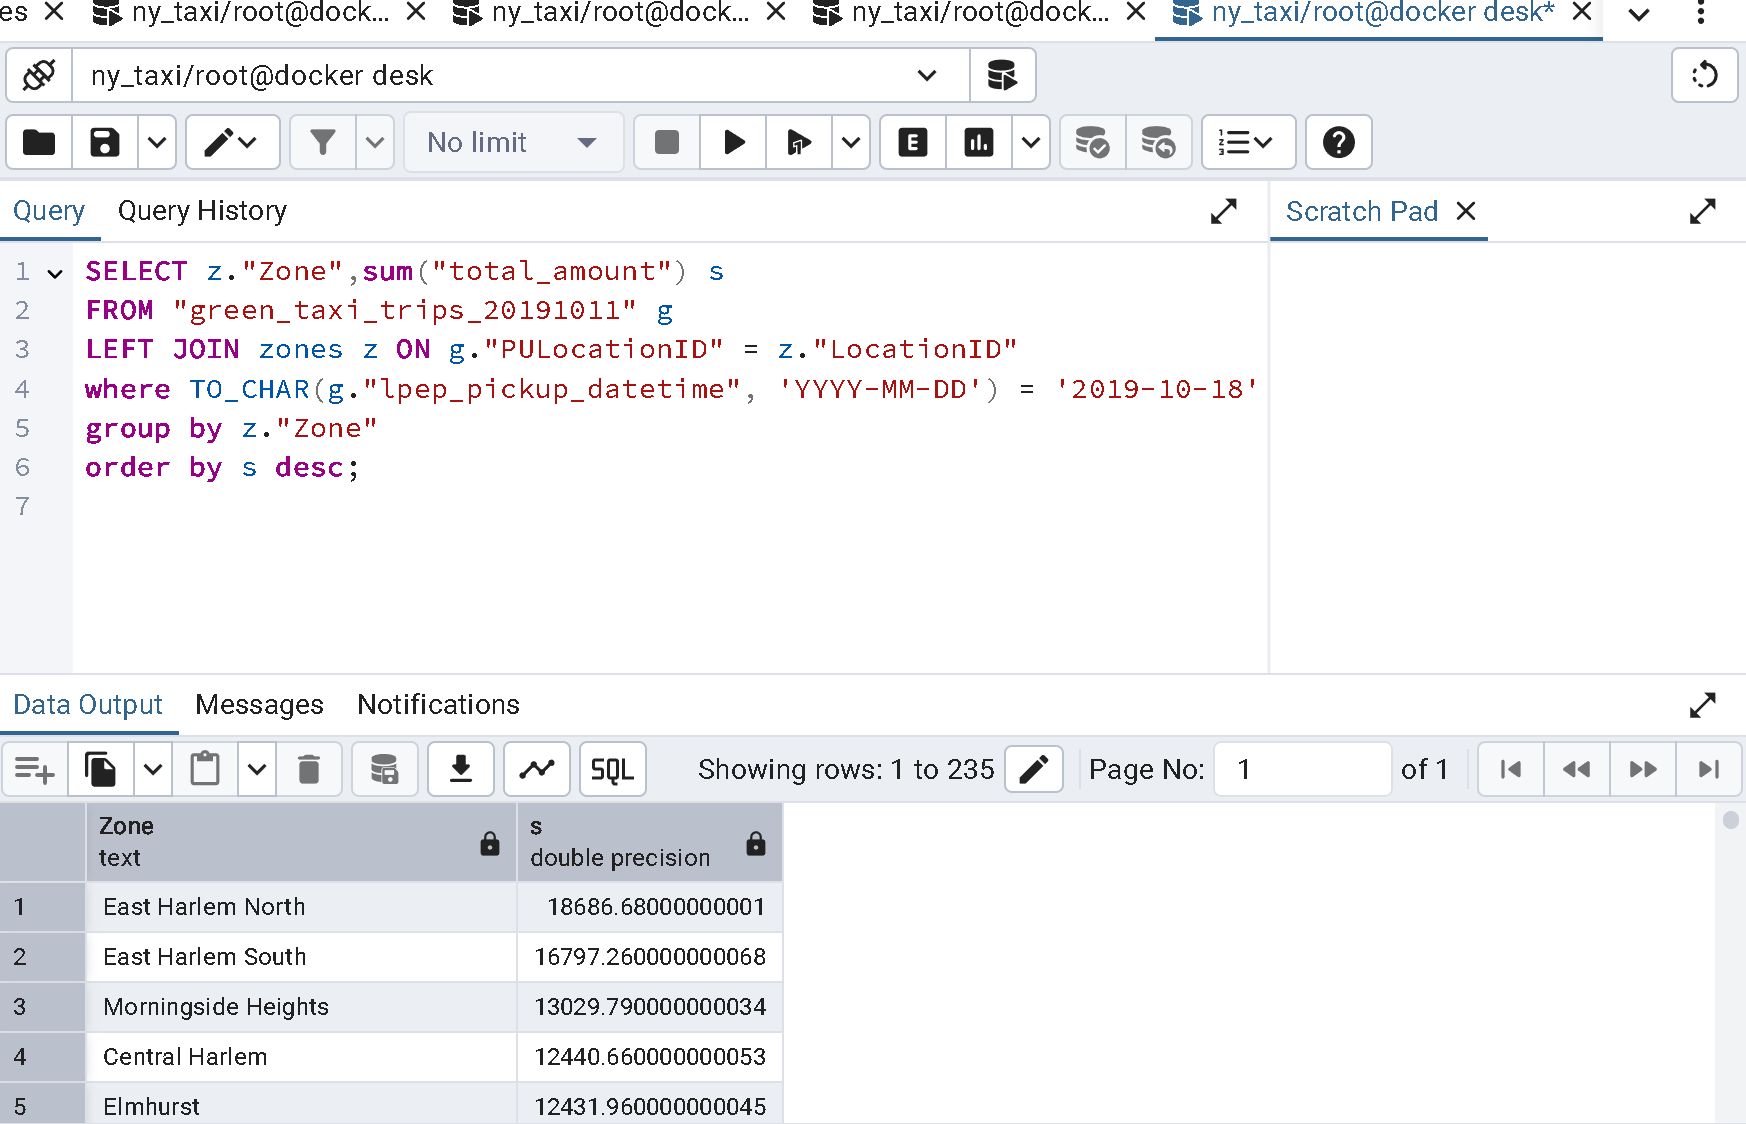 es
ny_taxi/root@dock...
ny_taxi/root@dock...
ny_taxi/root@dock...
ny_taxi/root@docker desk*
ny_taxi/root@docker desk
No limit
E
Query
Query History
Scratch Pad
1 SELECT z."Zone",sum("total_amount") s
2 FROM "green_taxi_trips_20191011" g
3 LEFT JOIN zones z ON g."PULocationID" = z."LocationID"
4 where TO_CHAR(g."lpep_pickup_datetime", 'YYYY-MM-DD') = '2019-10-18'
5 group by z."Zone"
6 order by s desc;
7
Data Output
Messages
Notifications
SQL
Showing rows: 1 to 235
Page No: 1 of 1
Zone
text
s
double precision
1 East Harlem North 18686.68000000001
2 East Harlem South 16797.260000000068
3 Morningside Heights 13029.790000000034
4 Central Harlem 12440.660000000053
5 Elmhurst 12431.960000000045